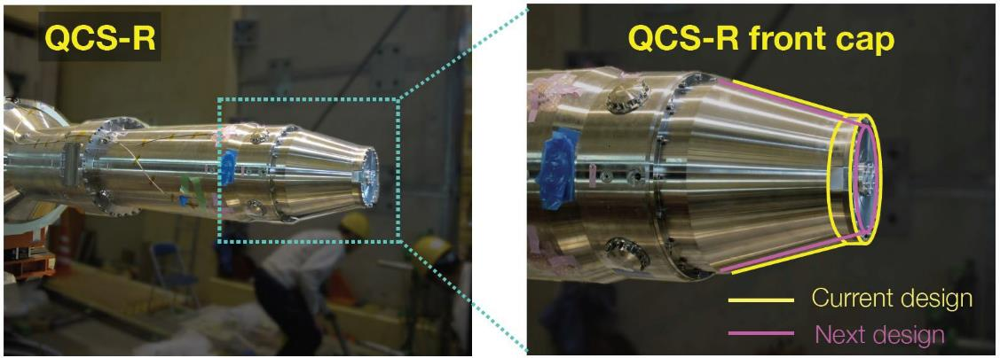 QCS-R
QCS-R front cap
Current design
Next design